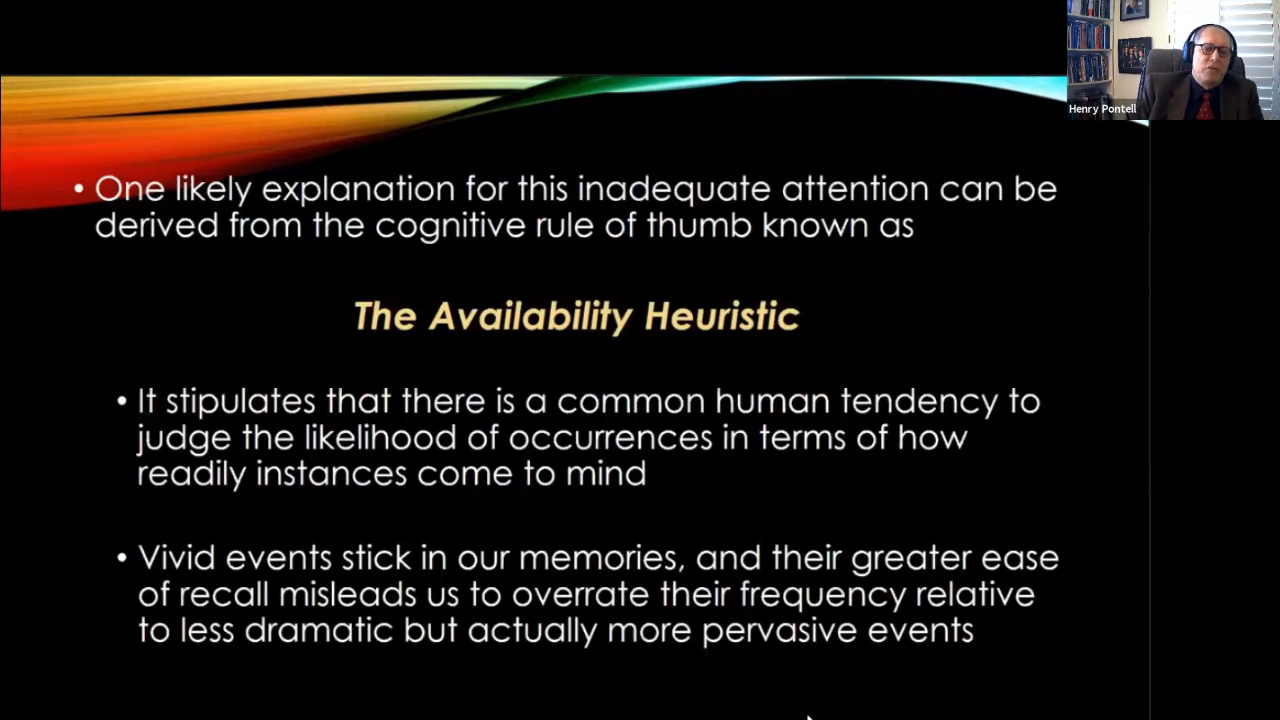 Henry Pontell
• One likely explanation for this inadequate attention can be
derived from the cognitive rule of thumb known as
The Availability Heuristic
• It stipulates that there is a common human tendency to
judge the likelihood of occurrences in terms of how
readily instances come to mind
• Vivid events stick in our memories, and their greater ease
of recall misleads us to overrate their frequency relative
to less dramatic but actually more pervasive events